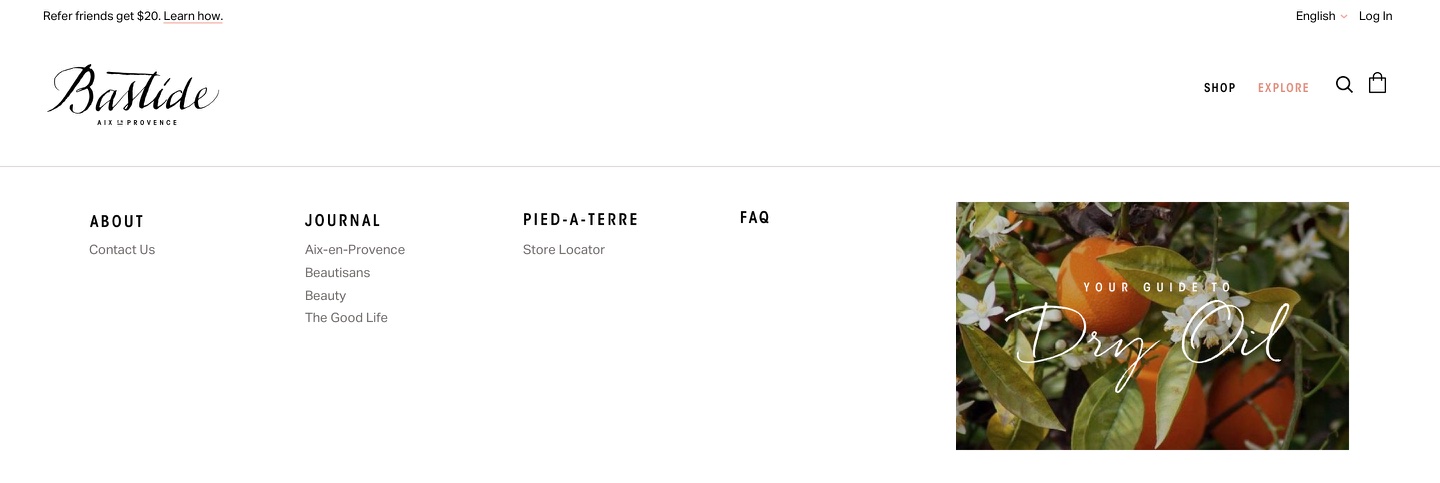 Refer friends get $20. Learn how.
English
Log In
Bastide
AIX EN PROVENCE
SHOP
EXPLORE
ABOUT
Contact Us
JOURNAL
Aix-en-Provence
Beautisans
Beauty
The Good Life
PIED-A-TERRE
Store Locator
FAQ
YOUR GUIDE TO
Dry Oil